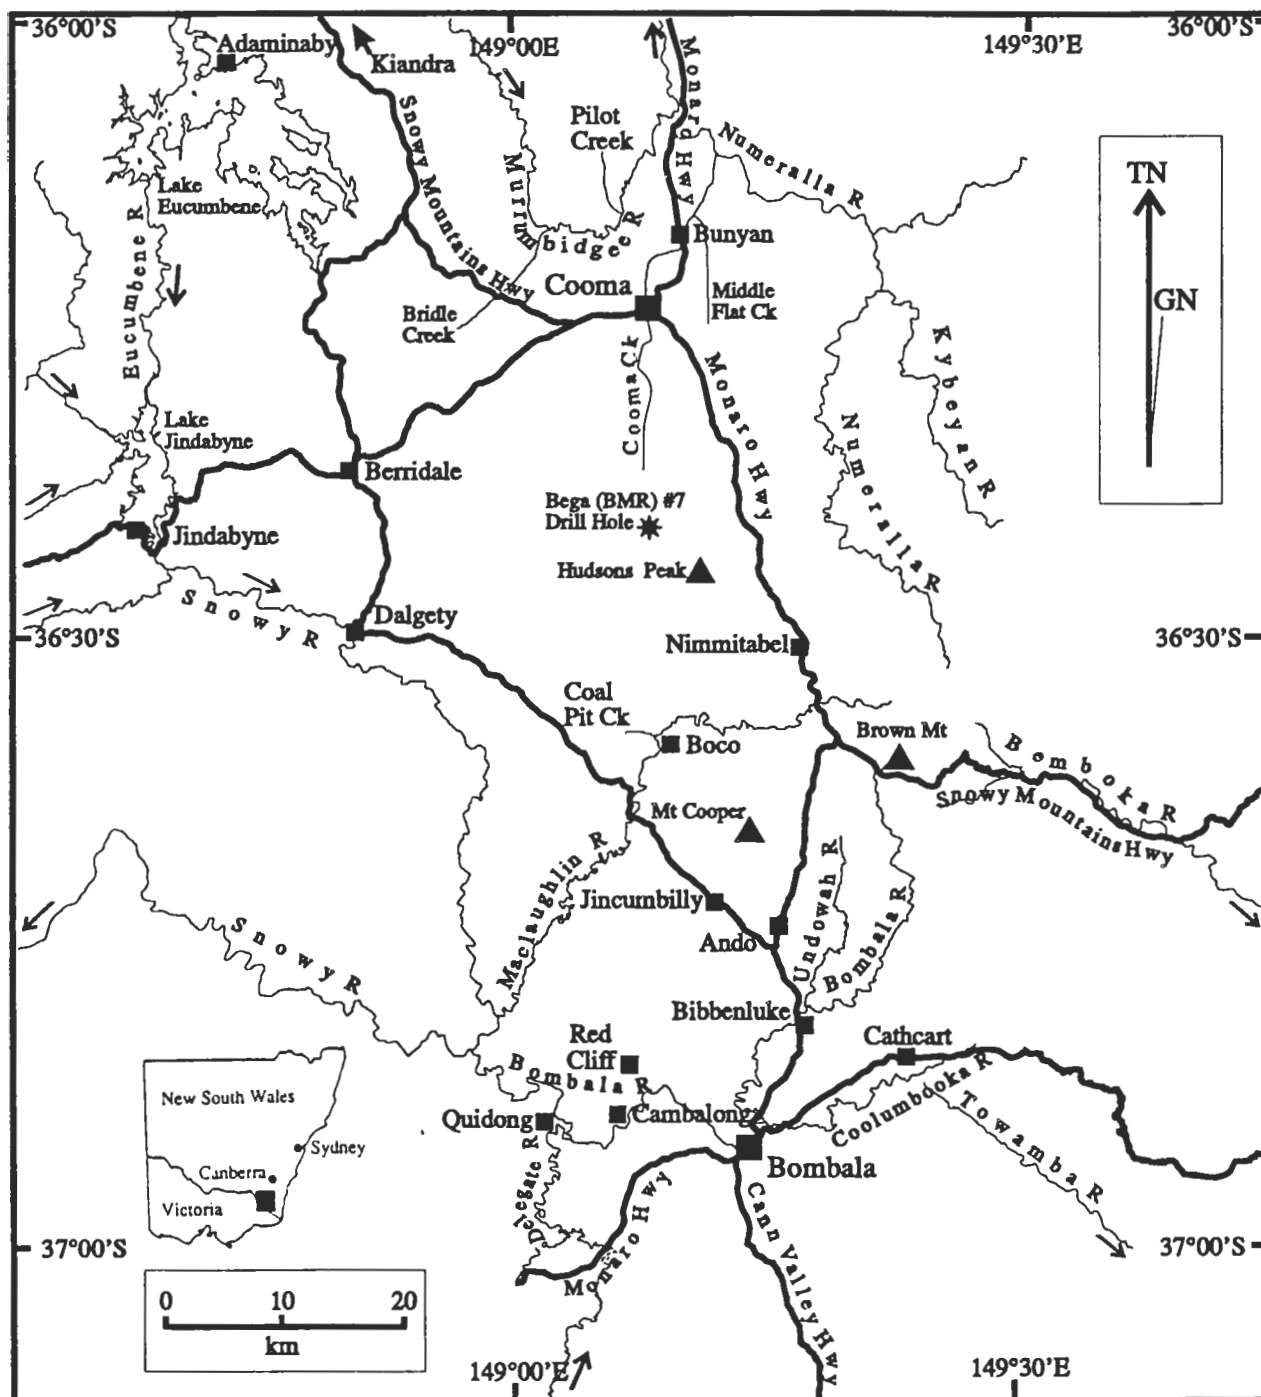 36°00'S
149°00'E
149°30'E
36°00'S
Adaminaby
Kiandra
Monard Hwy
Snowy Mountains Hwy
Pilot
Creek
Numeralla R
TN
GN
Lake
Eucumbene
Murrumbidgee R
Eucumbene R
Bunyan
Cooma
Middle
Flat Ck
Bridle
Creek
Kybeyan R
Cooma Ck
Monaro Hwy
Numeralla R
Lake
Jindabyne
Berridale
Bega (BMR) #7
Drill Hole
Jindabyne
Hudsons Peak
Snowy R
Dalgety
36°30'S
36°30'S
Nimmitabel
Coal
Pit Ck
Boco
Brown Mt
Bemboka R
Snowy Mountains Hwy
Mt Cooper
Maclaughlin R
Undowah R
Bombala R
Jincumbilly
Ando
Snowy R
Bibbenluke
Red
Cliff
Cathcart
Bombala R
Coolumbooka R
Quidong
Cambalong
Towamba R
Bombala
Delegate R
Monaro Hwy
Cann Valley Hwy
New South Wales
Sydney
Canberra
Victoria
37°00'S
37°00'S
0 10 20
km
149°00'E
149°30'E